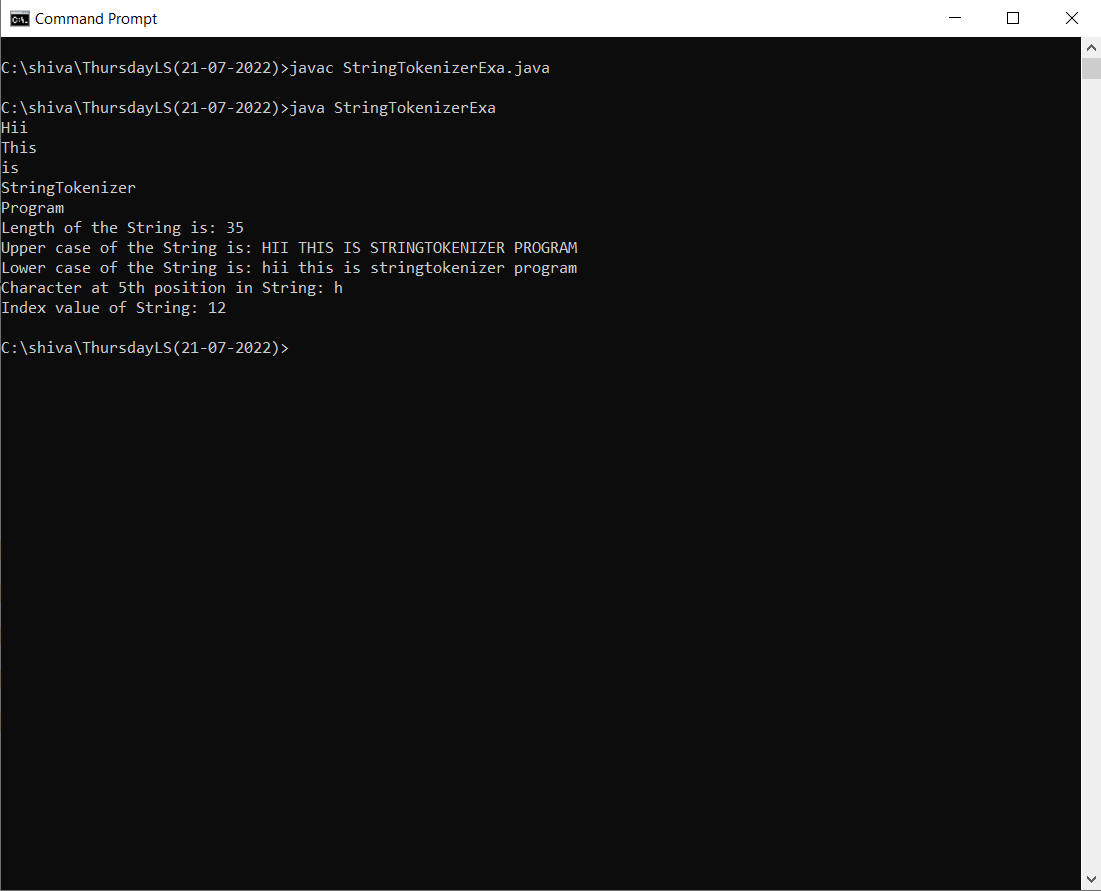 Command Prompt
C:\shiva\ThursdayLS(21-07-2022)>javac StringTokenizerExa.java
C:\shiva\ThursdayLS(21-07-2022)>java StringTokenizerExa
Hii
This
is
StringTokenizer
Program
Length of the String is: 35
Upper case of the String is: HII THIS IS STRINGTOKENIZER PROGRAM
Lower case of the String is: hii this is stringtokenizer program
Character at 5th position in String: h
Index value of String: 12
C:\shiva\ThursdayLS(21-07-2022)>